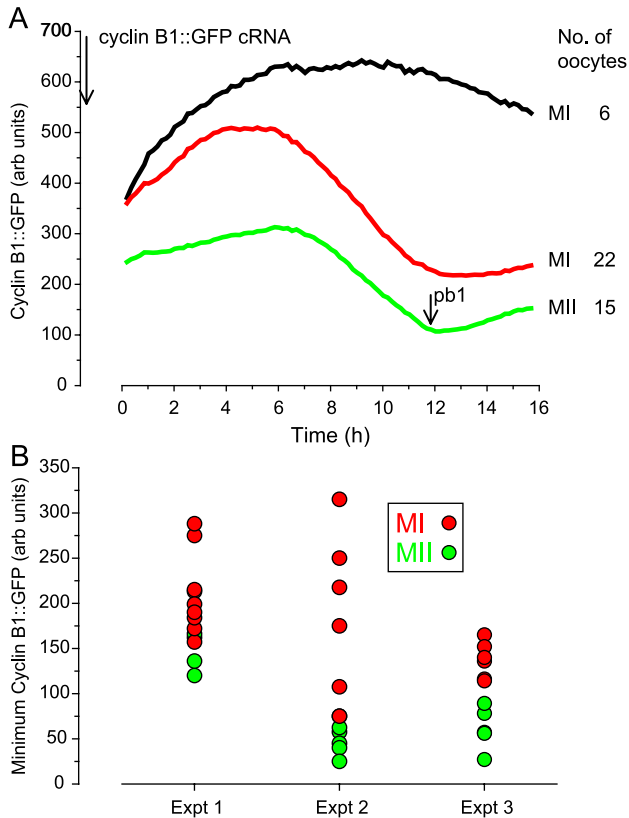 A
cyclin B1::GFP cRNA
No. of
oocytes
Cyclin B1::GFP (arb units)
700
600
500
400
300
200
100
0
MI 6
MI 22
MII 15
pb1
0 2 4 6 8 10 12 14 16
Time (h)
B
Minimum Cyclin B1::GFP (arb units)
350
300
250
200
150
100
50
0
MI
MII
Expt 1 Expt 2 Expt 3